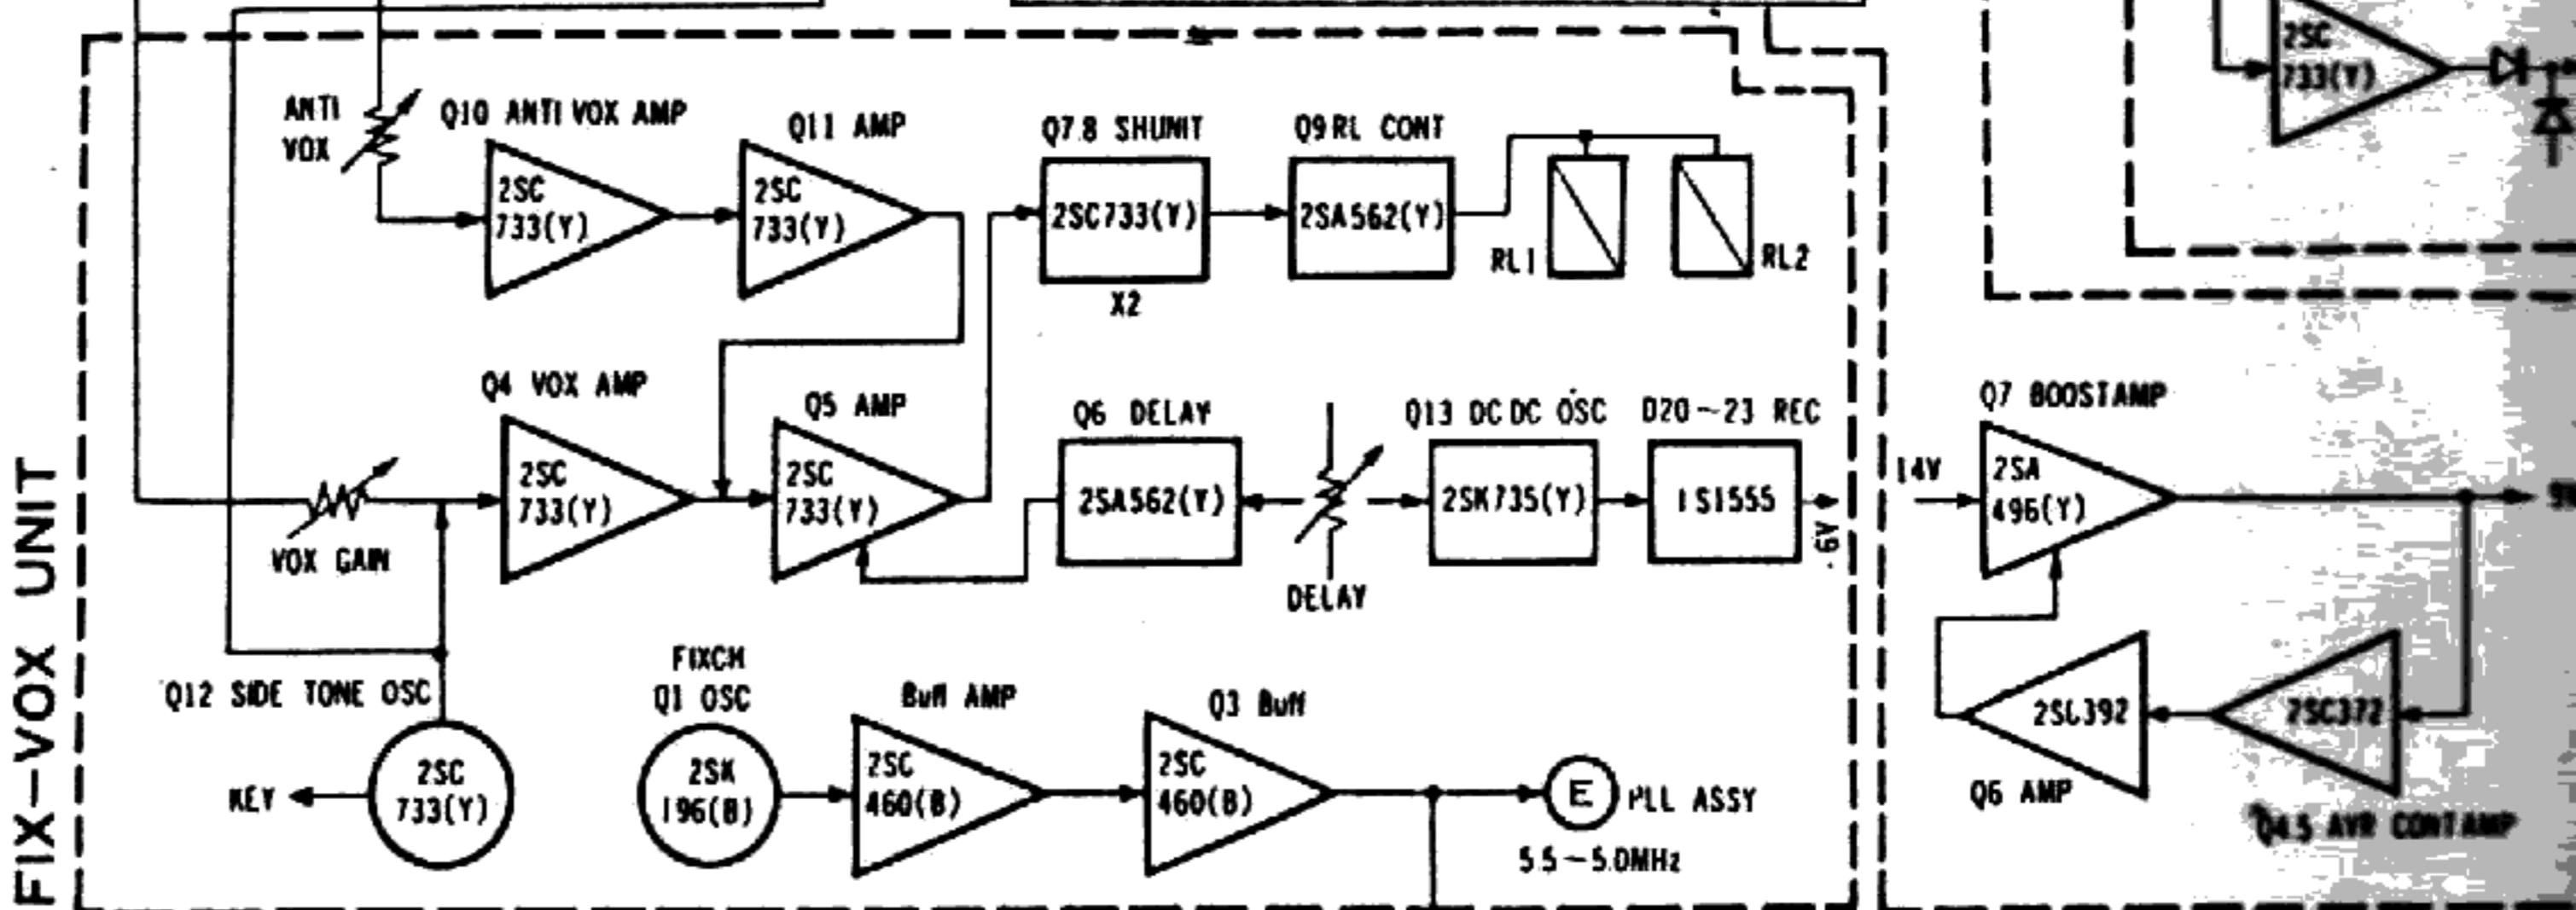 FIX-VOX UNIT
ANTI
VOX
Q10 ANTI VOX AMP
2SC
733(Y)
Q11 AMP
2SC
733(Y)
Q7.8 SHUNIT
2SC733(Y)
X2
Q9 RL CONT
2SA562(Y)
RL1
RL2
VOX GAIN
Q4 VOX AMP
2SC
733(Y)
Q5 AMP
2SC
733(Y)
Q6 DELAY
2SA562(Y)
DELAY
Q13 DC DC OSC
2SK735(Y)
D20~23 REC
1S1555
-6V
Q12 SIDE TONE OSC
KEY
2SC
733(Y)
FIXCH
Q1 OSC
2SK
196(B)
Buff AMP
2SC
460(B)
Q3 Buff
2SC
460(B)
E
PLL ASSY
5.5~5.0MHz
2SC
733(Y)
14V
Q7 BOOSTAMP
2SA
496(Y)
2SC392
Q6 AMP
2SC372
Q4.5 AVR CONTAMP